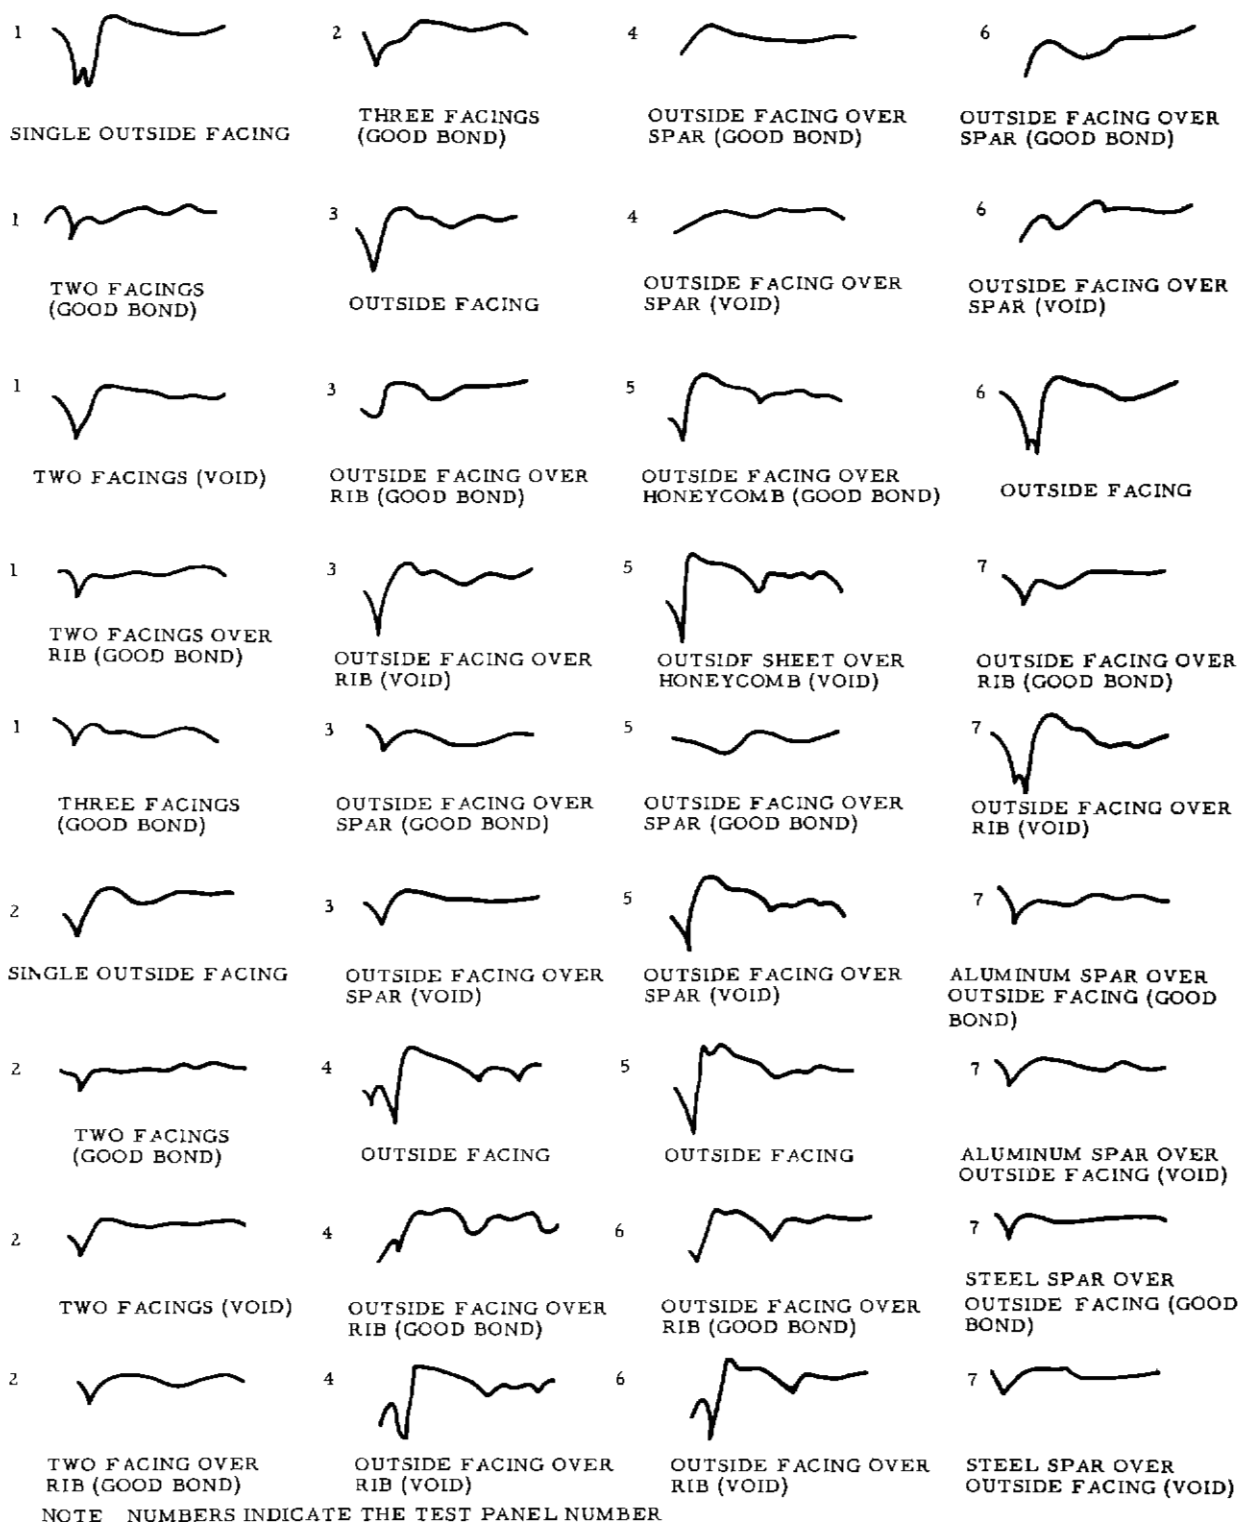 1
SINGLE OUTSIDE FACING
1
TWO FACINGS
(GOOD BOND)
1
TWO FACINGS (VOID)
1
TWO FACINGS OVER
RIB (GOOD BOND)
1
THREE FACINGS
(GOOD BOND)
2
SINGLE OUTSIDE FACING
2
TWO FACINGS
(GOOD BOND)
2
TWO FACINGS (VOID)
2
TWO FACING OVER
RIB (GOOD BOND)
2
THREE FACINGS
(GOOD BOND)
3
OUTSIDE FACING
3
OUTSIDE FACING OVER
RIB (GOOD BOND)
3
OUTSIDE FACING OVER
RIB (VOID)
3
OUTSIDE FACING OVER
SPAR (GOOD BOND)
3
OUTSIDE FACING OVER
SPAR (VOID)
4
OUTSIDE FACING
4
OUTSIDE FACING OVER
RIB (GOOD BOND)
4
OUTSIDE FACING OVER
RIB (VOID)
4
OUTSIDE FACING OVER
SPAR (GOOD BOND)
4
OUTSIDE FACING OVER
SPAR (VOID)
5
OUTSIDE FACING OVER
HONEYCOMB (GOOD BOND)
5
OUTSIDF SHEET OVER
HONEYCOMB (VOID)
5
OUTSIDE FACING OVER
SPAR (GOOD BOND)
5
OUTSIDE FACING OVER
SPAR (VOID)
5
OUTSIDE FACING
6
OUTSIDE FACING OVER
RIB (GOOD BOND)
6
OUTSIDE FACING OVER
RIB (VOID)
6
OUTSIDE FACING OVER
SPAR (GOOD BOND)
6
OUTSIDE FACING OVER
SPAR (VOID)
6
OUTSIDE FACING
7
OUTSIDE FACING OVER
RIB (GOOD BOND)
7
OUTSIDE FACING OVER
RIB (VOID)
7
ALUMINUM SPAR OVER
OUTSIDE FACING (GOOD
BOND)
7
ALUMINUM SPAR OVER
OUTSIDE FACING (VOID)
7
STEEL SPAR OVER
OUTSIDE FACING (GOOD
BOND)
7
STEEL SPAR OVER
OUTSIDE FACING (VOID)
NOTE NUMBERS INDICATE THE TEST PANEL NUMBER